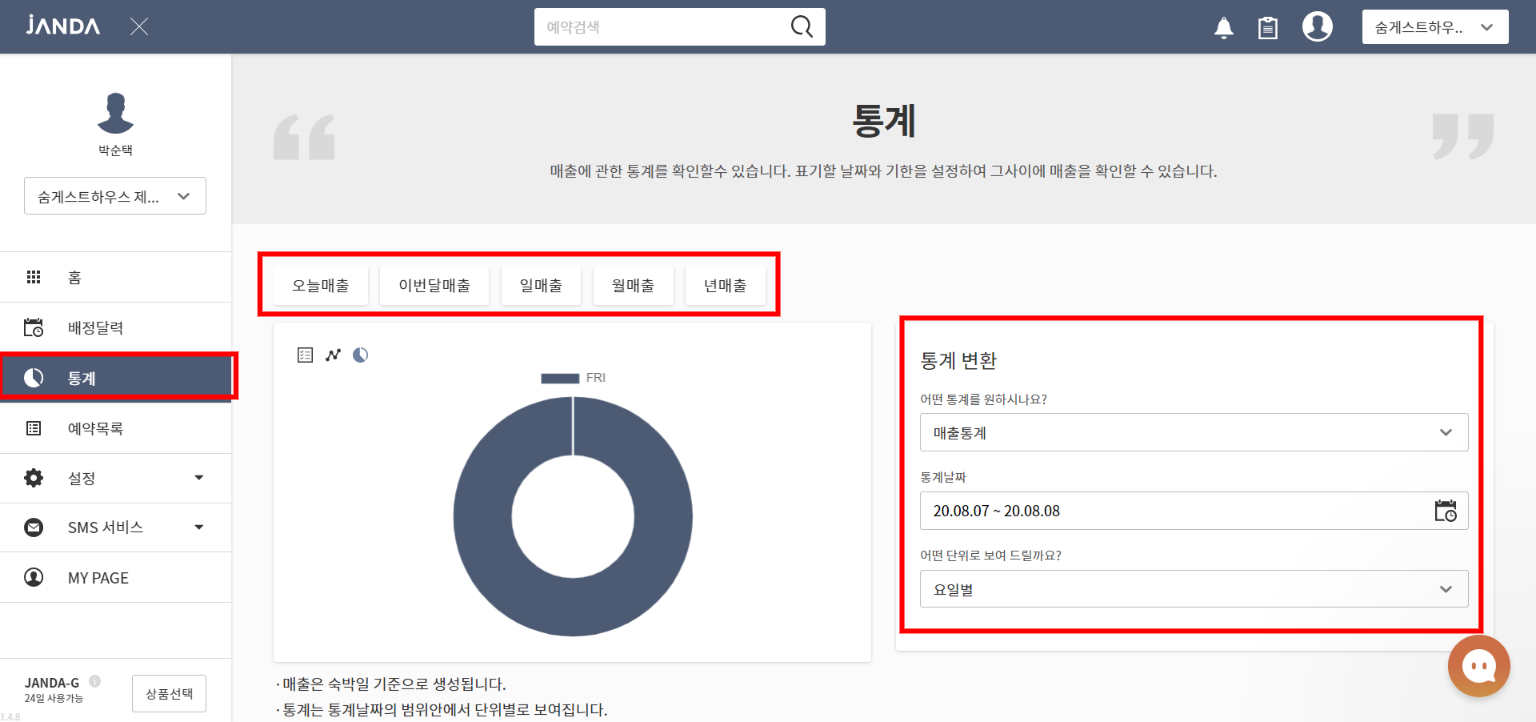 JANDA
예약검색
숨게스트하우..
박순택
숨게스트하우스 제...
홈
배정달력
통계
예약목록
설정
SMS 서비스
MY PAGE
JANDA-G
24일 사용가능
상품선택
1.4.8
통계
매출에 관한 통계를 확인할수 있습니다. 표기할 날짜와 기한을 설정하여 그사이에 매출을 확인할 수 있습니다.
오늘매출 이번달매출 일매출 월매출 년매출
FRI
통계 변환
어떤 통계를 원하시나요?
매출통계
통계날짜
20.08.07 ~ 20.08.08
어떤 단위로 보여 드릴까요?
요일별
· 매출은 숙박일 기준으로 생성됩니다.
· 통계는 통계날짜의 범위안에서 단위별로 보여집니다.